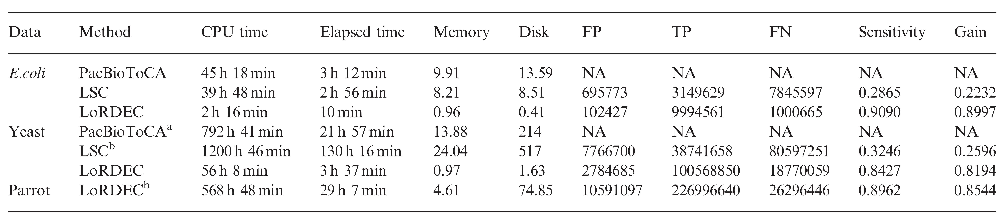 Data Method CPU time Elapsed time Memory Disk FP TP FN Sensitivity Gain
E.coli PacBioToCA 45 h 18 min 3 h 12 min 9.91 13.59 NA NA NA NA NA
LSC 39 h 48 min 2 h 56 min 8.21 8.51 695773 3149629 7845597 0.2865 0.2232
LoRDEC 2 h 16 min 10 min 0.96 0.41 102427 9994561 1000665 0.9090 0.8997
Yeast PacBioToCAa 792 h 41 min 21 h 57 min 13.88 214 NA NA NA NA NA
LSCb 1200 h 46 min 130 h 16 min 24.04 517 7766700 38741658 80597251 0.3246 0.2596
LoRDEC 56 h 8 min 3 h 37 min 0.97 1.63 2784685 100568850 18770059 0.8427 0.8194
Parrot LoRDECb 568 h 48 min 29 h 7 min 4.61 74.85 10591097 226996640 26296446 0.8962 0.8544